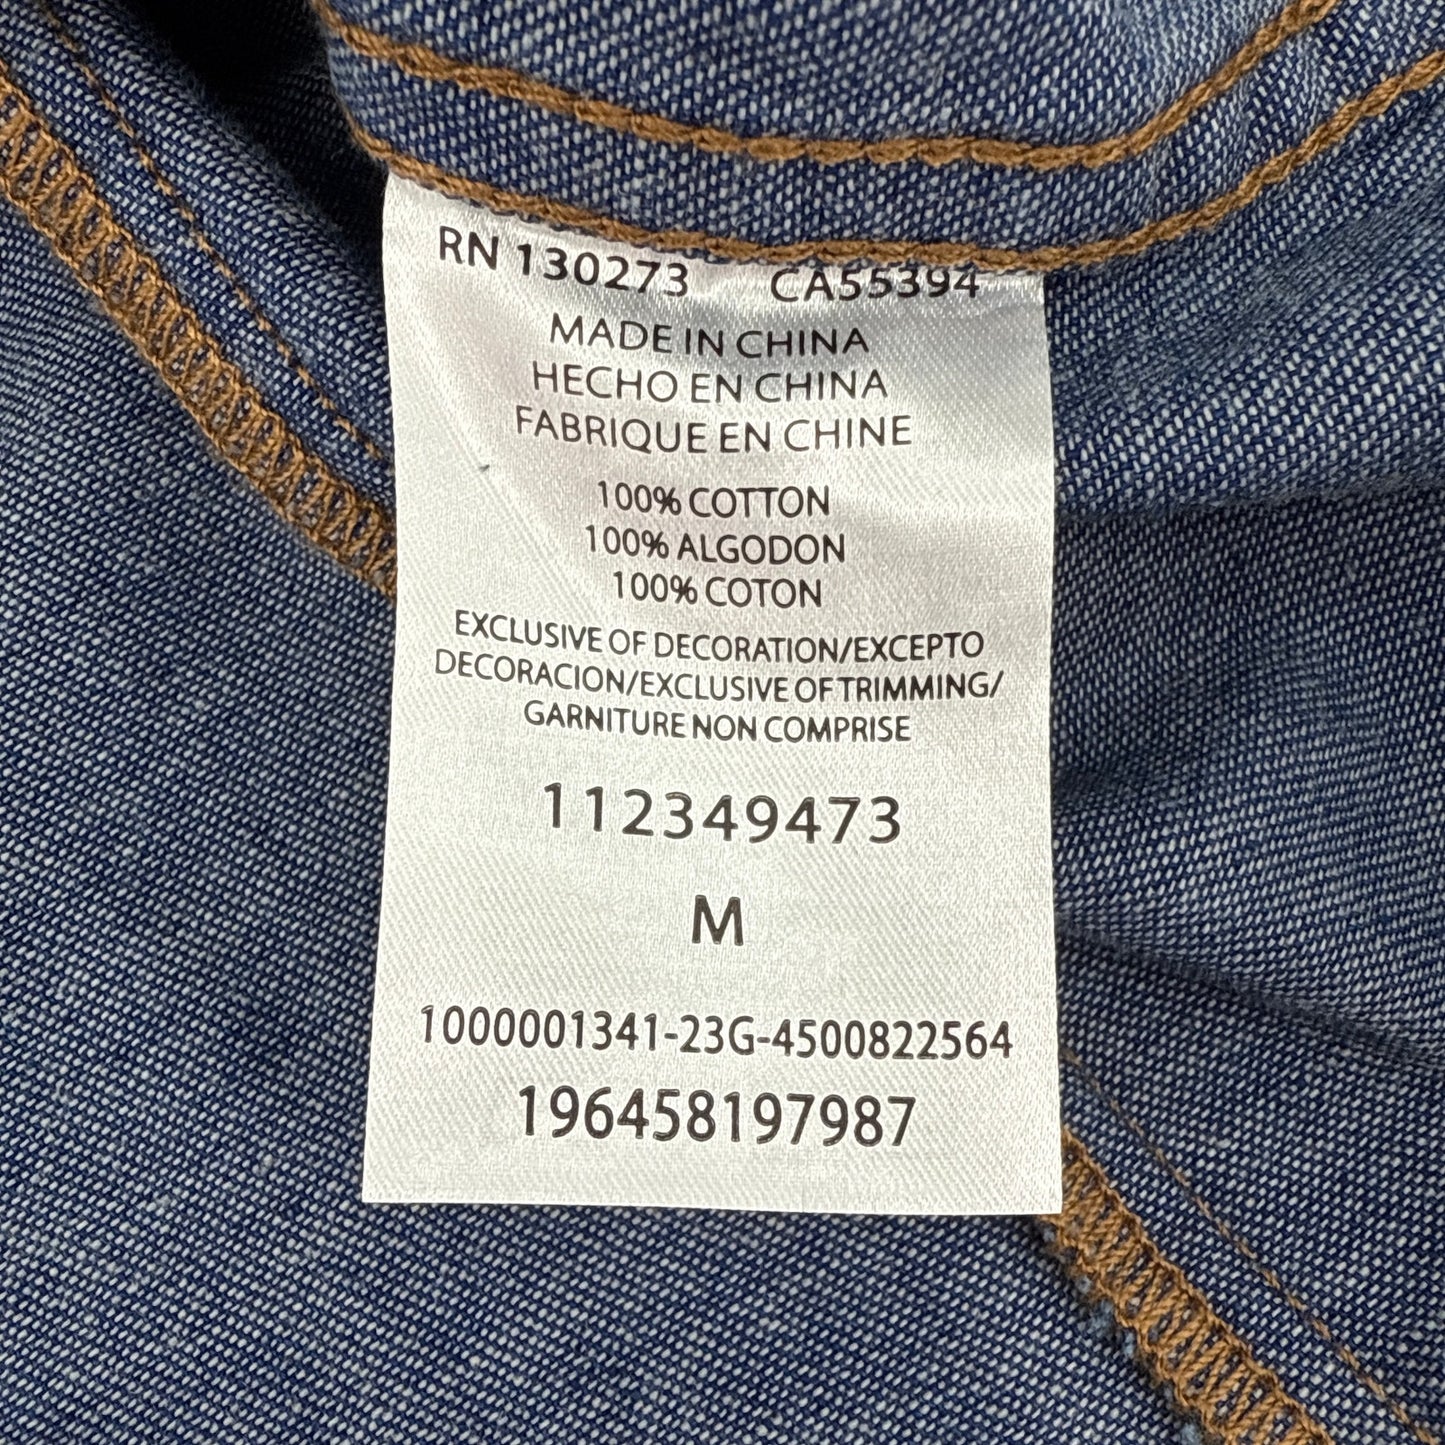 RN 130273 CA55394
MADE IN CHINA
HECHO EN CHINA
FABRIQUE EN CHINE
100% COTTON
100% ALGODON
100% COTON
EXCLUSIVE OF DECORATION/EXCEPTO
DECORACION/EXCLUSIVE OF TRIMMING/
GARNITURE NON COMPRISE
112349473
M
1000001341-23G-4500822564
196458197987